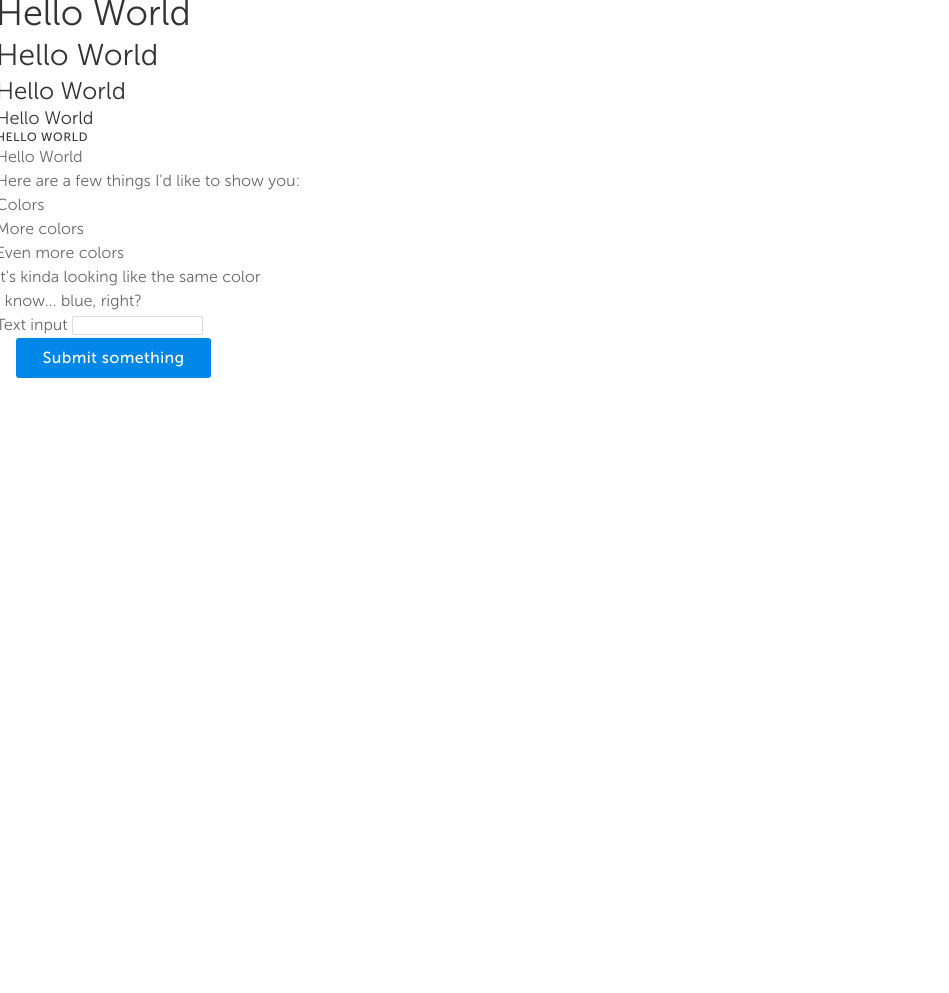 Hello World
Hello World
Hello World
Hello World
HELLO WORLD
Hello World
Here are a few things I'd like to show you:
Colors
More colors
Even more colors
It's kinda looking like the same color
I know... blue, right?
Text input
Submit something